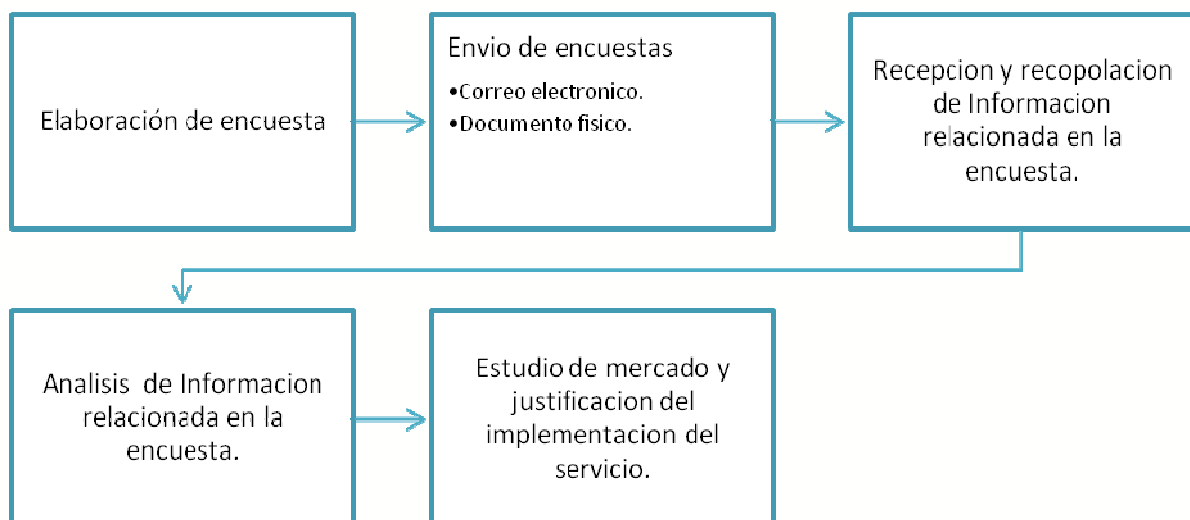 Elaboración de encuesta
Envio de encuestas
•Correo electronico.
•Documento fisico.
Recepcion y recopolacion
de Informacion
relacionada en la
encuesta.
Analisis de Informacion
relacionada en la
encuesta.
Estudio de mercado y
justificacion del
implementacion del
servicio.